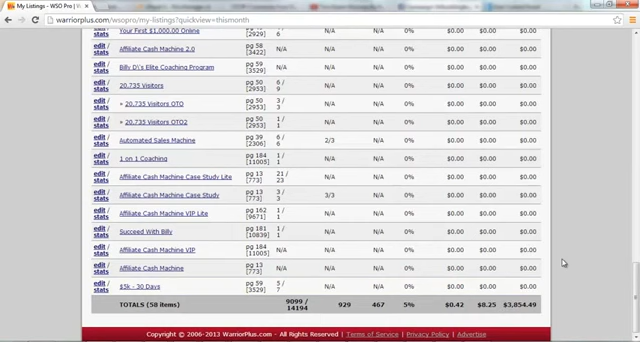 My Listings - WSO Pro | W
warriorplus.com/wsopro/my-listings?quickview=thismonth
stats Your First $1,000.00 Online [2929] 6 N/A N/A 0% $0.00 $0.00 $0.00
edit / stats Affiliate Cash Machine 2.0 pg 58 [3422] N/A N/A N/A 0% $0.00 $0.00 $0.00
edit / stats Billy D\'s Elite Coaching Program pg 59 [3529] N/A N/A N/A 0% $0.00 $0.00 $0.00
edit / stats 20,735 Visitors pg 50 [2953] 6 / 9 N/A N/A 0% $0.00 $0.00 $0.00
edit / stats » 20,735 Visitors OTO pg 50 [2953] 3 / 3 N/A N/A 0% $0.00 $0.00 $0.00
edit / stats » 20,735 Visitors OTO2 pg 50 [2953] 1 / 1 N/A N/A 0% $0.00 $0.00 $0.00
edit / stats Automated Sales Machine pg 39 [2306] 6 / 6 2/3 N/A 0% $0.00 $0.00 $0.00
edit / stats 1 on 1 Coaching pg 184 [11005] 1 / 1 N/A N/A 0% $0.00 $0.00 $0.00
edit / stats Affiliate Cash Machine Case Study Lite pg 13 [773] 21 / 23 N/A N/A 0% $0.00 $0.00 $0.00
edit / stats Affiliate Cash Machine Case Study pg 13 [773] 3 / 3 3/3 N/A 0% $0.00 $0.00 $0.00
edit / stats Affiliate Cash Machine VIP Lite pg 162 [9671] 1 / 1 N/A N/A 0% $0.00 $0.00 $0.00
edit / stats Succeed With Billy pg 181 [10839] 1 / 1 N/A N/A 0% $0.00 $0.00 $0.00
edit / stats Affiliate Cash Machine VIP pg 184 [11005] N/A N/A N/A 0% $0.00 $0.00 $0.00
edit / stats Affiliate Cash Machine pg 13 [773] N/A N/A 0% $0.00 $0.00 $0.00
edit / stats $5k - 30 Days pg 59 [3529] 5 / 7 N/A N/A 0% $0.00 $0.00 $0.00
TOTALS (58 items) 9099 / 14194 929 467 5% $0.42 $8.25 $3,854.49
Copyright © 2006-2013 WarriorPlus.com - All Rights Reserved | Terms of Service | Privacy Policy | Advertise